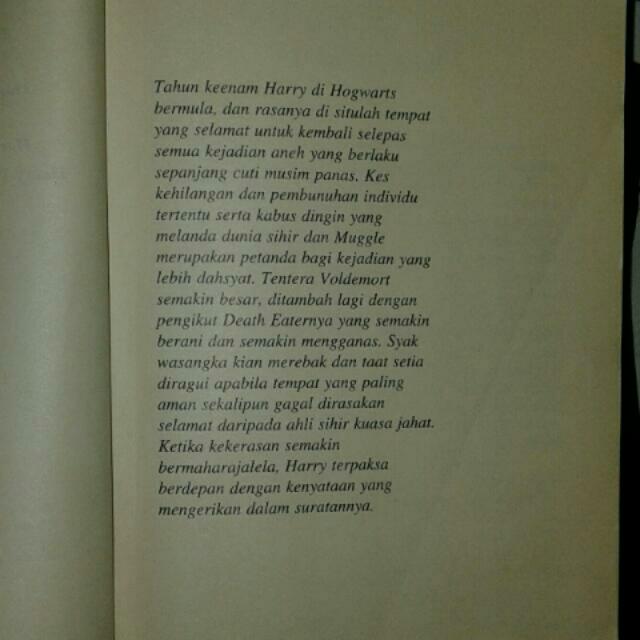 Tahun keenam Harry di Hogwarts
bermula, dan rasanya di situlah tempat
yang selamat untuk kembali selepas
semua kejadian aneh yang berlaku
sepanjang cuti musim panas. Kes
kehilangan dan pembunuhan individu
tertentu serta kabus dingin yang
melanda dunia sihir dan Muggle
merupakan petanda bagi kejadian yang
lebih dahsyat. Tentera Voldemort
semakin besar, ditambah lagi dengan
pengikut Death Eaternya yang semakin
berani dan semakin mengganas. Syak
wasangka kian merebak dan taat setia
diragui apabila tempat yang paling
aman sekalipun gagal dirasakan
selamat daripada ahli sihir kuasa jahat.
Ketika kekerasan semakin
bermaharajalela, Harry terpaksa
berdepan dengan kenyataan yang
mengerikan dalam suratannya.